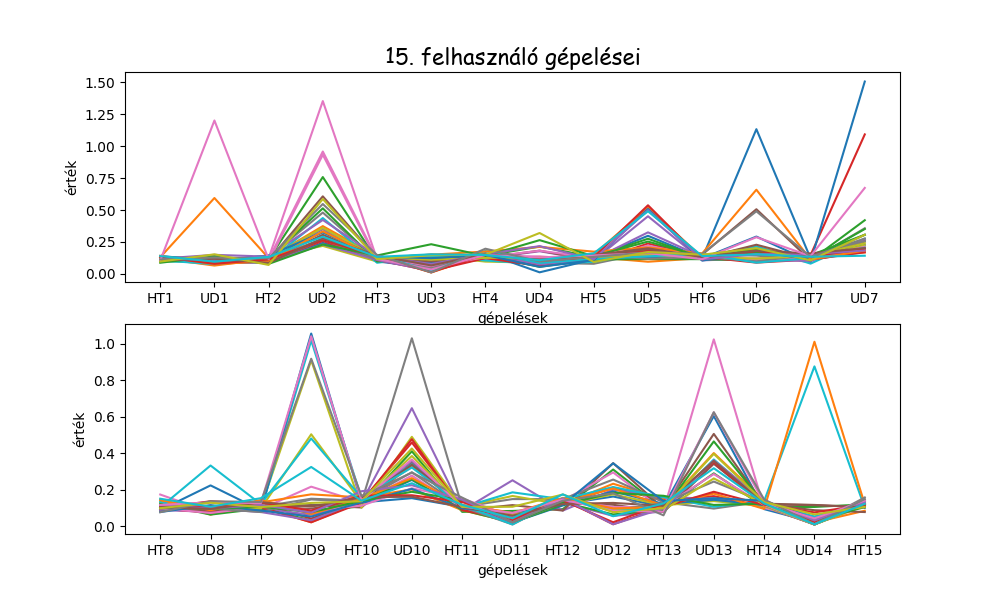 15. felhasználó gépelései
1.50
1.25
1.00
0.75
0.50
0.25
0.00
érték
HT1 UD1 HT2 UD2 HT3 UD3 HT4 UD4 HT5 UD5 HT6 UD6 HT7 UD7
gépelések
1.0
0.8
0.6
0.4
0.2
0.0
érték
HT8 UD8 HT9 UD9 HT10 UD10 HT11 UD11 HT12 UD12 HT13 UD13 HT14 UD14 HT15
gépelések